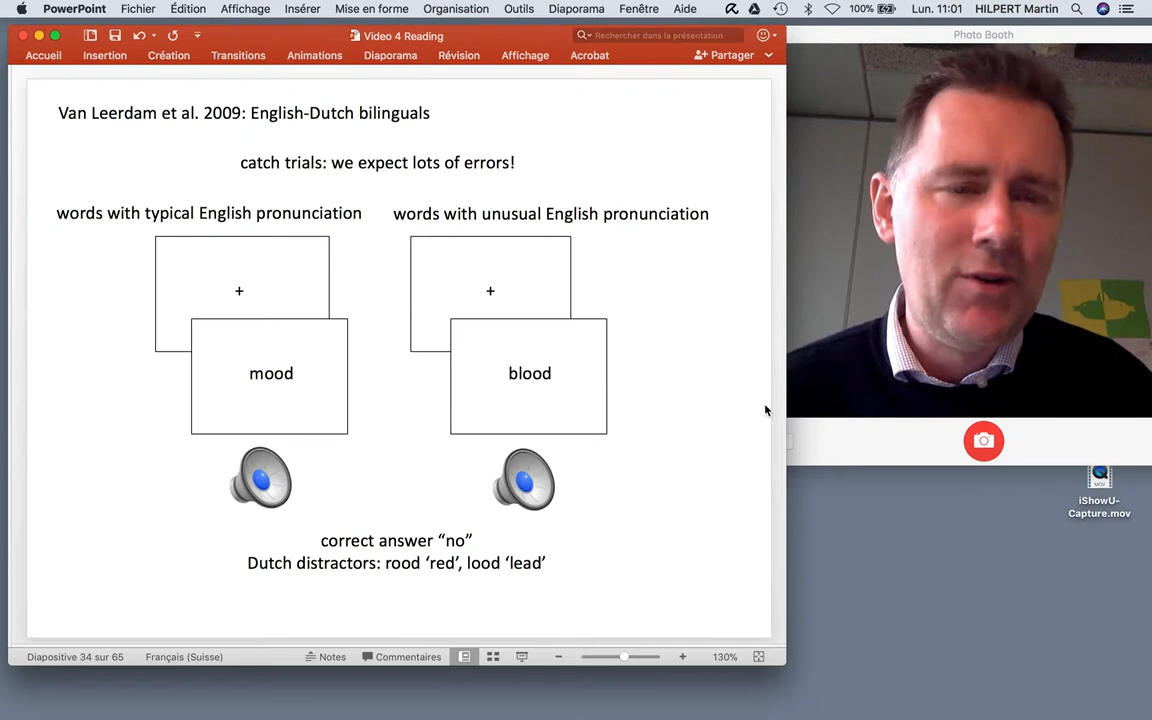 PowerPoint Fichier Édition Affichage Insérer Mise en forme Organisation Outils Diaporama Fenêtre Aide 100% Lun. 11:01 HILPERT Martin
Video 4 Reading
Rechercher dans la présentation
Photo Booth
Accueil Insertion Création Transitions Animations Diaporama Révision Affichage Acrobat Partager
Van Leerdam et al. 2009: English-Dutch bilinguals
catch trials: we expect lots of errors!
words with typical English pronunciation
words with unusual English pronunciation
+
+
mood
blood
correct answer “no”
Dutch distractors: rood ‘red’, lood ‘lead’
MOV
iShowU-
Capture.mov
Diapositive 34 sur 65 Français (Suisse) Notes Commentaires 130%